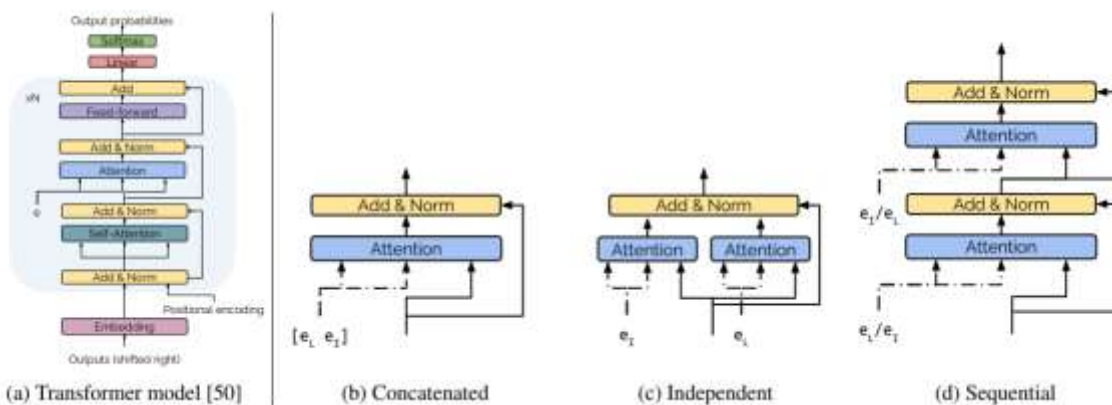 Output probabilities
Softmax
Linear
xN
Add
Feed-forward
Add & Norm
Attention
e
Add & Norm
Self-Attention
Add & Norm
Positional encoding
Embedding
Outputs (shifted right)
(a) Transformer model [50]
Add & Norm
Attention
[e_L e_I]
(b) Concatenated
Add & Norm
Attention
Attention
e_I
e_L
(c) Independent
Add & Norm
Attention
e_I/e_L
Add & Norm
Attention
e_L/e_I
(d) Sequential